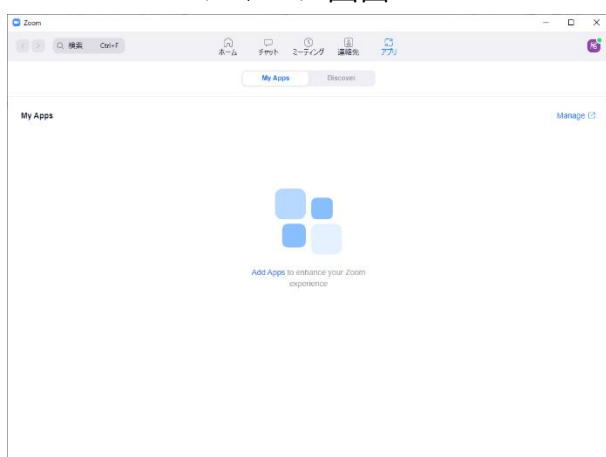 Zoom
検索 Ctrl+F
ホーム チャット ミーティング 連絡先 アプリ
My Apps Discover
My Apps Manage
Add Apps to enhance your Zoom
experience